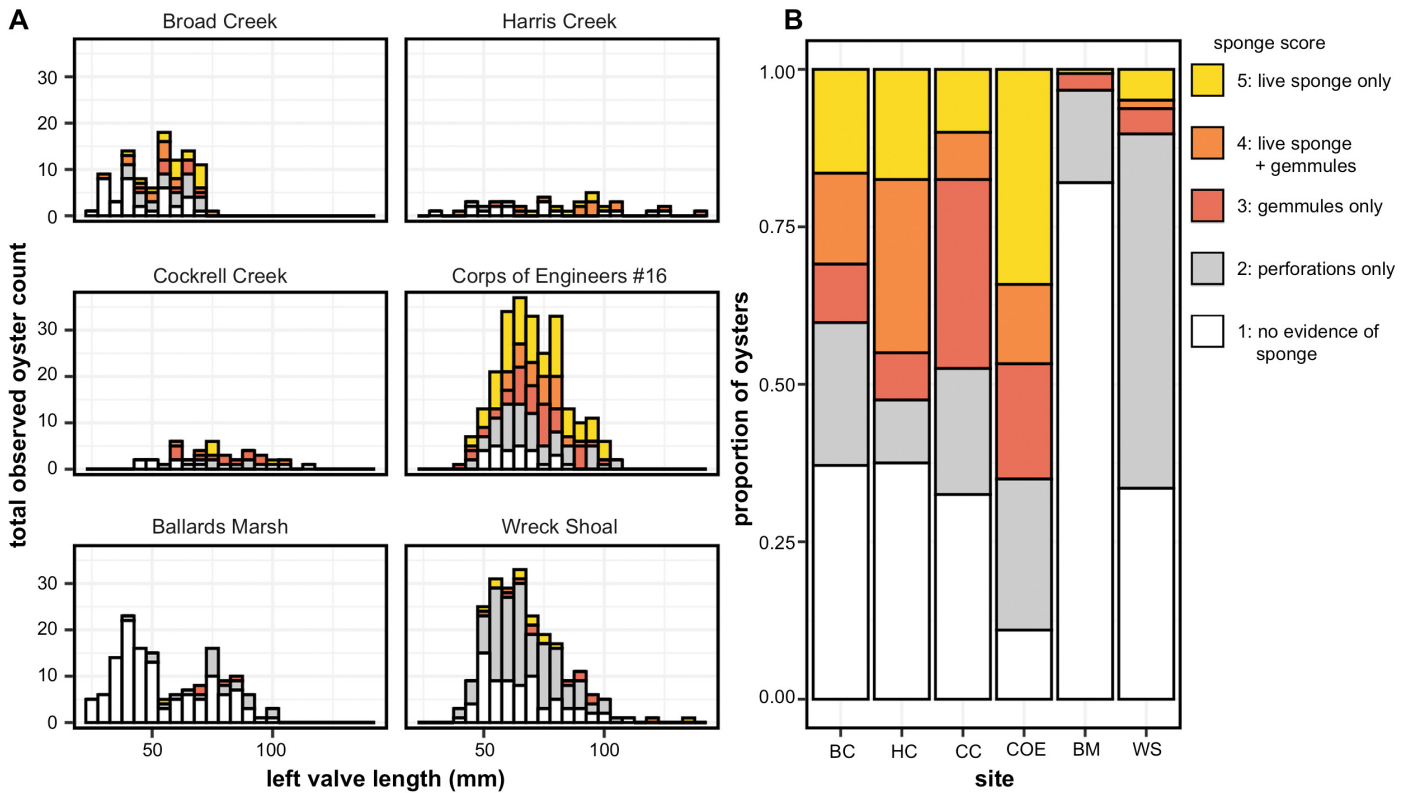 A
Broad Creek
Harris Creek
30
20
10
0
Cockrell Creek
Corps of Engineers #16
30
20
10
0
Ballards Marsh
Wreck Shoal
30
20
10
0
50
100
50
100
left valve length (mm)
total observed oyster count
B
1.00
0.75
0.50
0.25
0.00
BC
HC
CC
COE
BM
WS
site
proportion of oysters
sponge score
5: live sponge only
4: live sponge
+ gemmules
3: gemmules only
2: perforations only
1: no evidence of
sponge